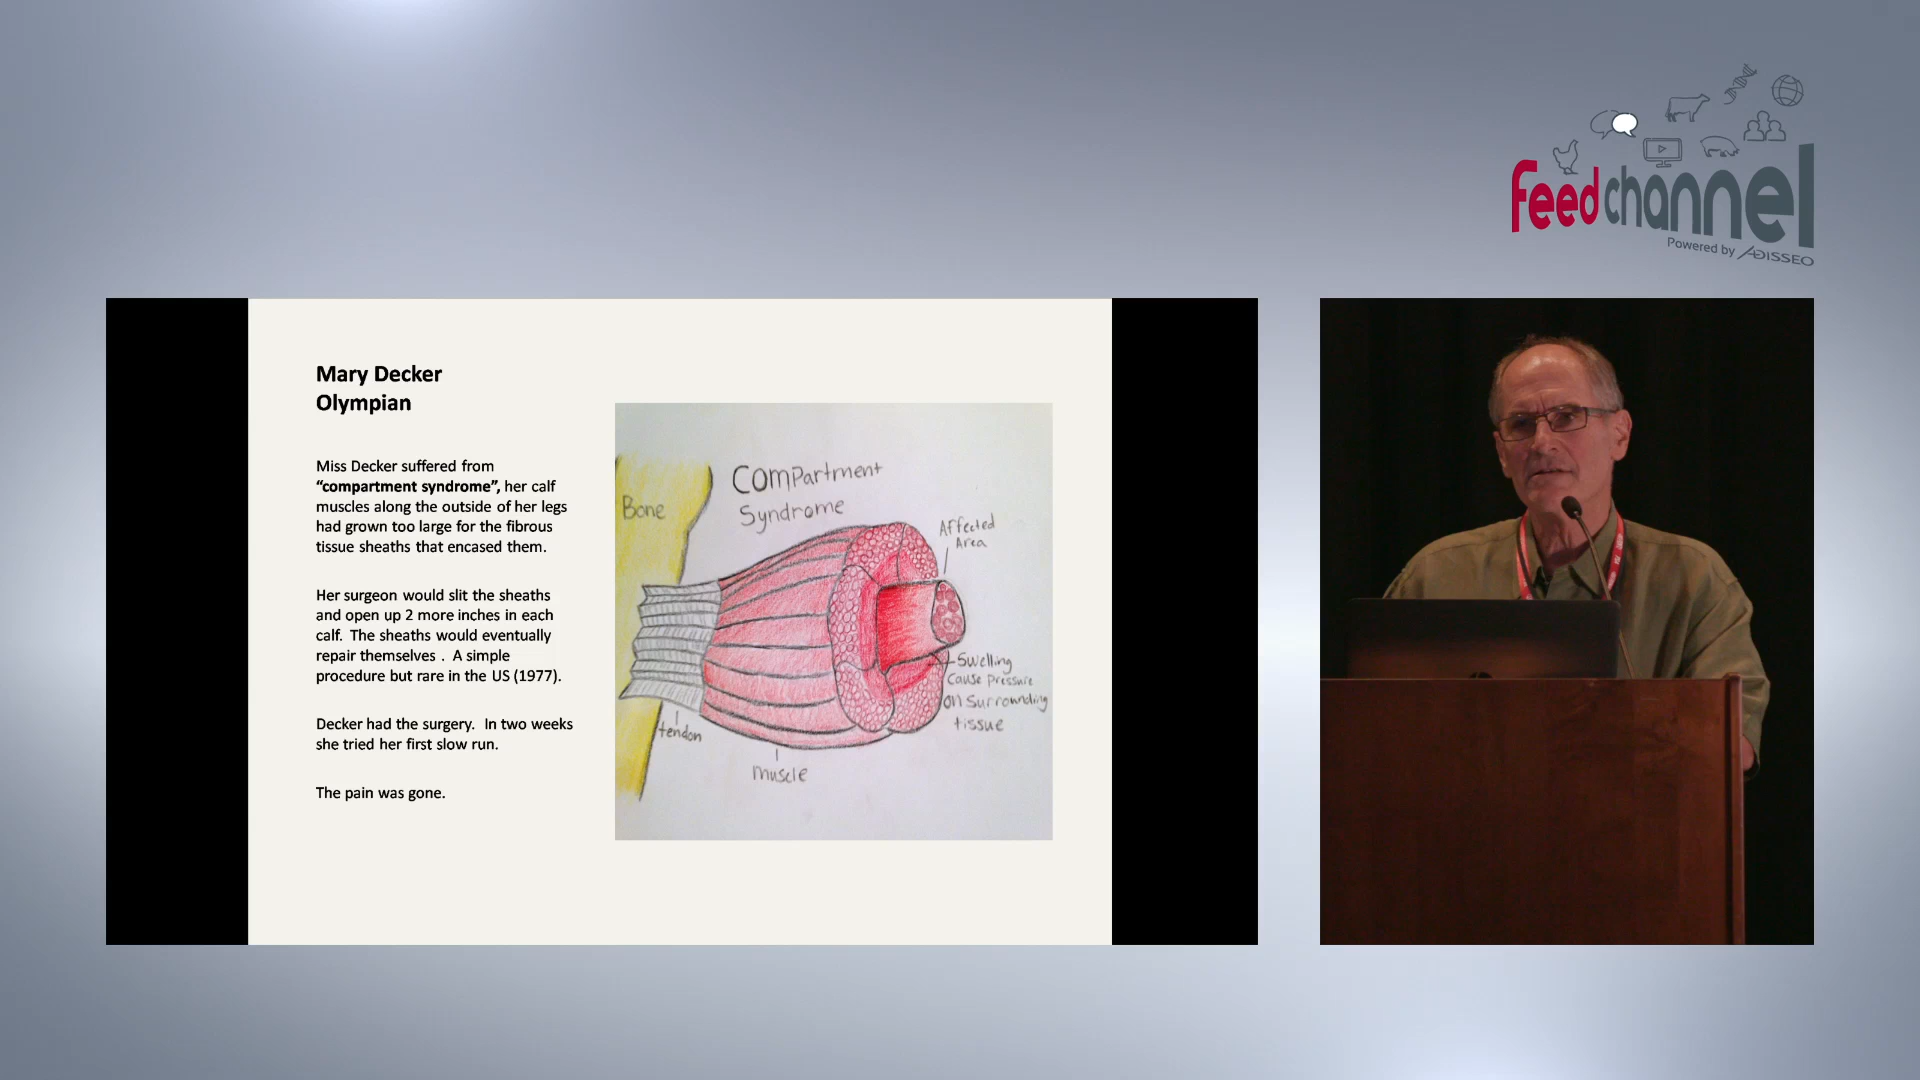 feedchannel
Powered by ADISSEO
Mary Decker
Olympian
Miss Decker suffered from
“compartment syndrome”, her calf
muscles along the outside of her legs
had grown too large for the fibrous
tissue sheaths that encased them.
Her surgeon would slit the sheaths
and open up 2 more inches in each
calf.  The sheaths would eventually
repair themselves .  A simple
procedure but rare in the US (1977).
Decker had the surgery.  In two weeks
she tried her first slow run.
The pain was gone.
Compartment
Syndrome
Bone
Affected
Area
Swelling
Cause Pressure
on Surrounding
tissue
tendon
muscle